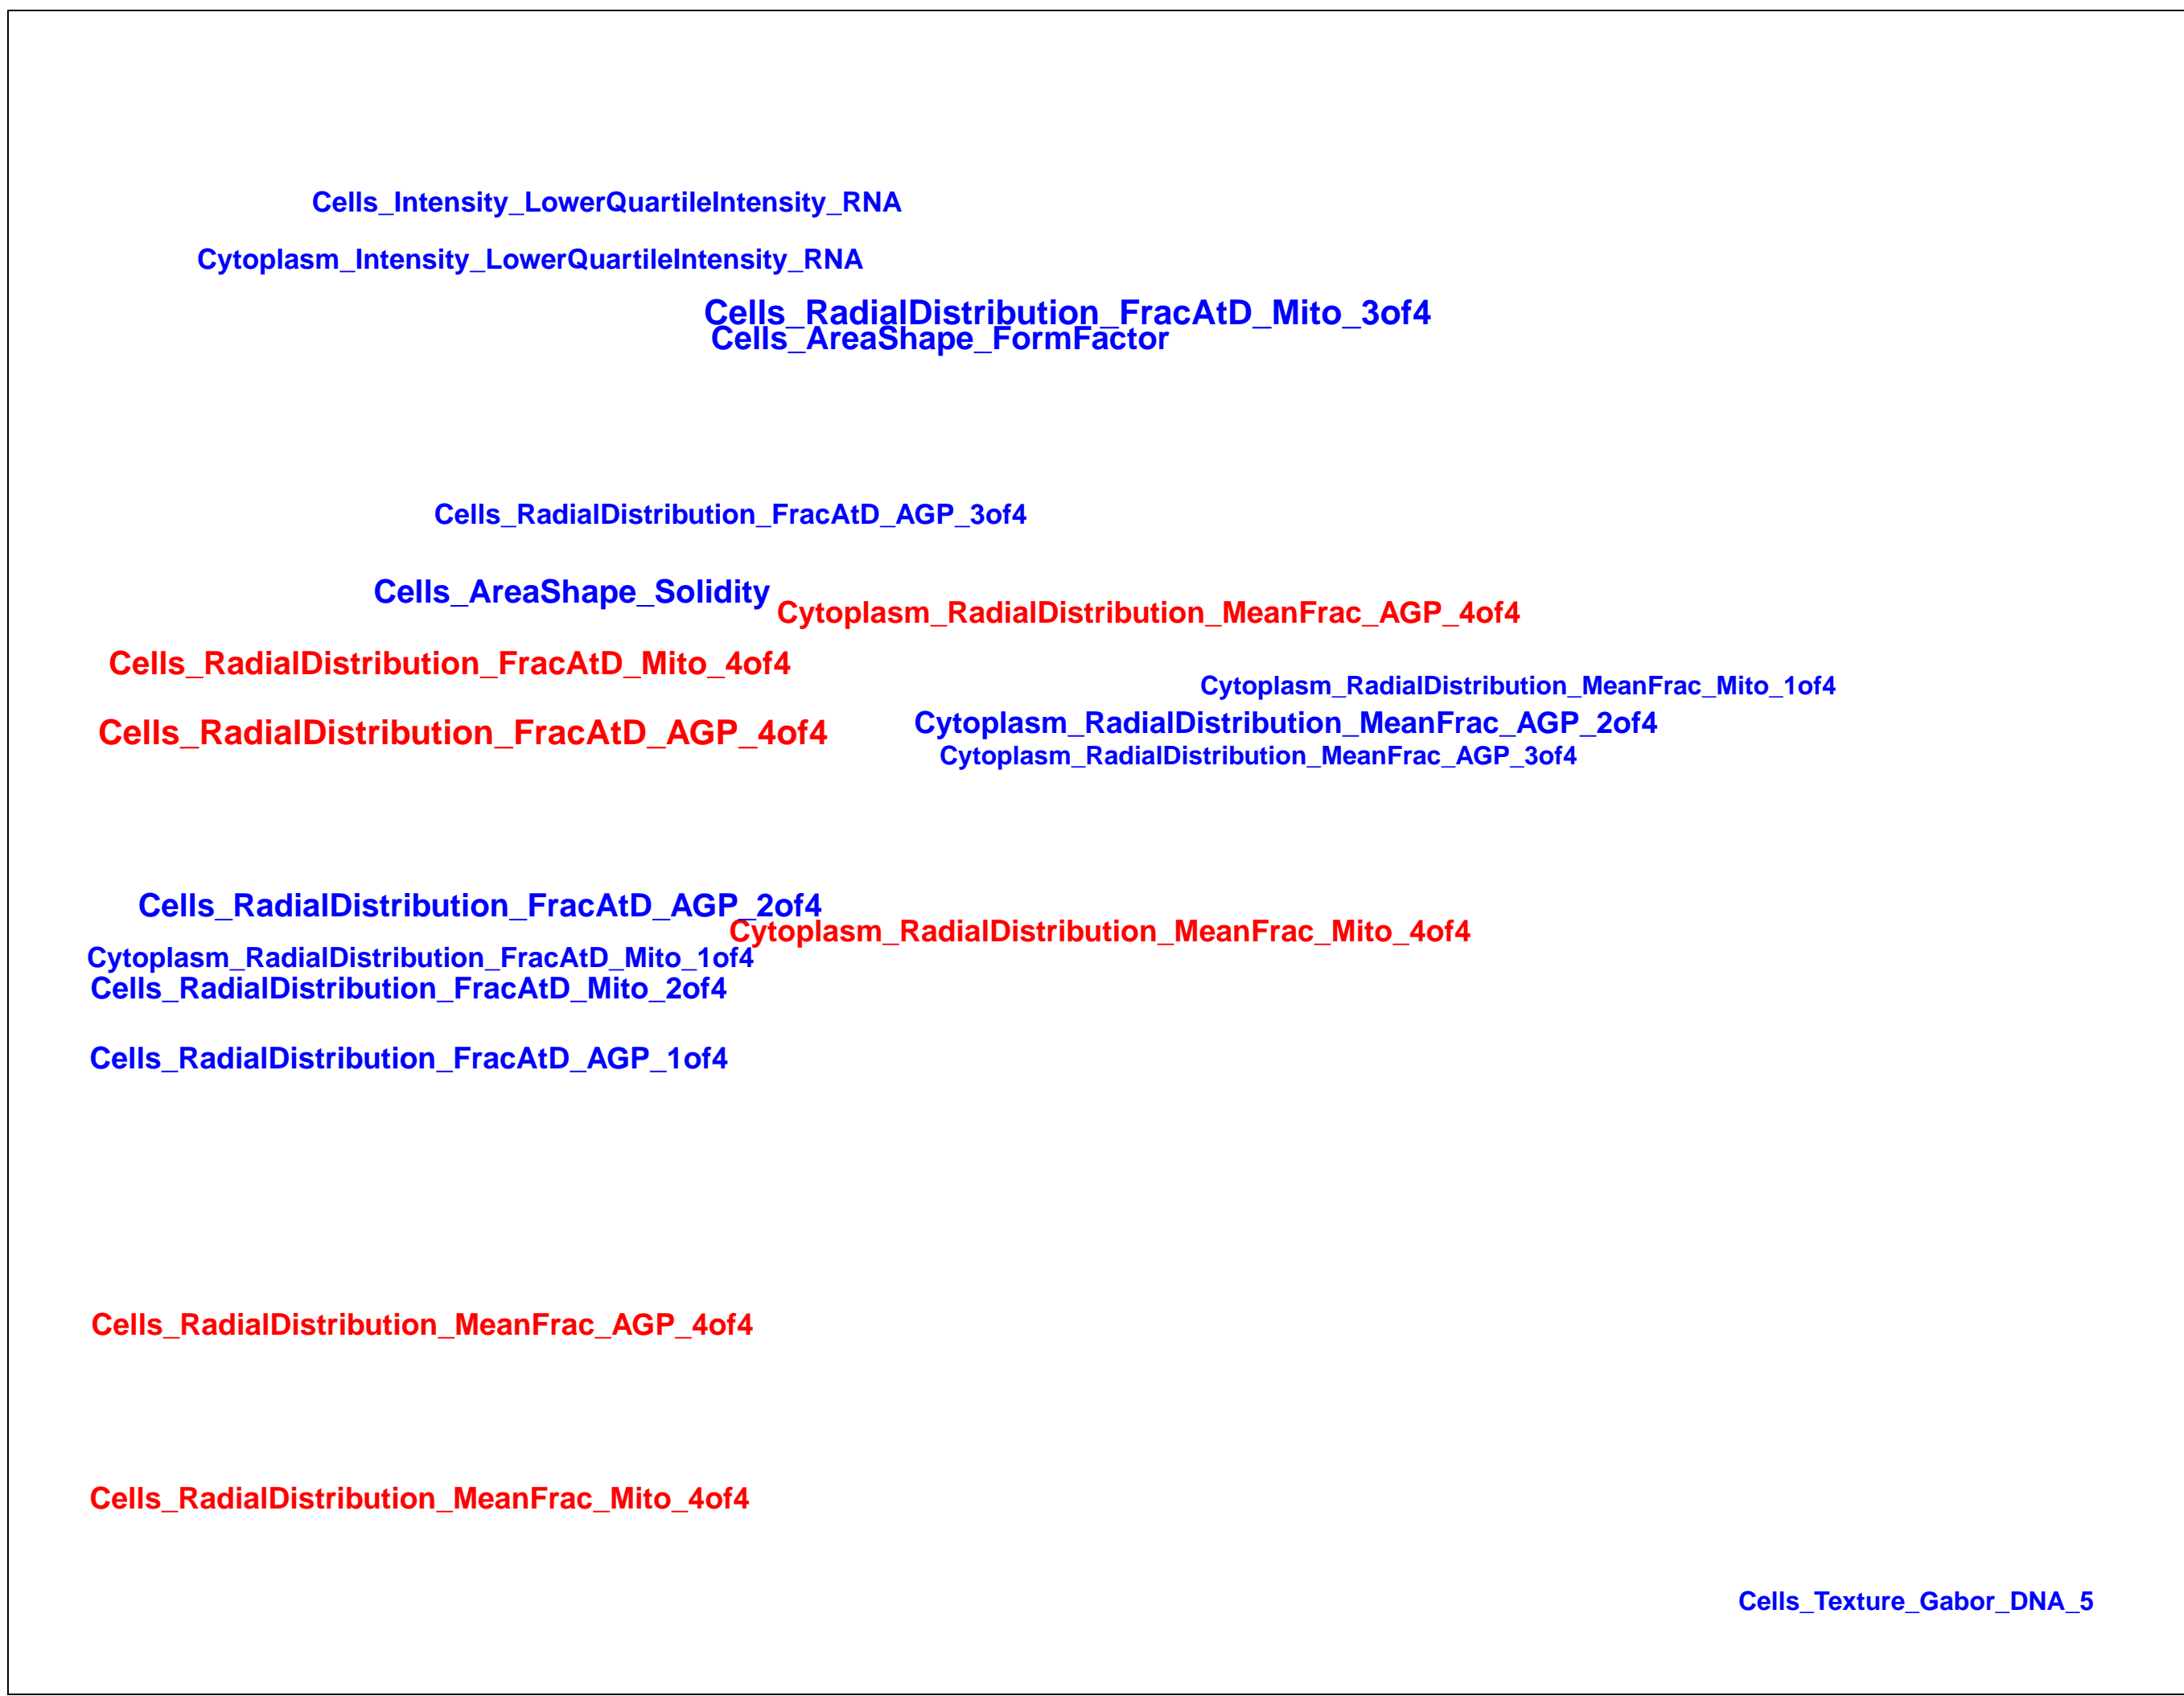 Cells_Intensity_LowerQuartileIntensity_RNA
Cytoplasm_Intensity_LowerQuartileIntensity_RNA
Cells_RadialDistribution_FracAtD_Mito_3of4
Cells_AreaShape_FormFactor
Cells_RadialDistribution_FracAtD_AGP_3of4
Cells_AreaShape_Solidity
Cytoplasm_RadialDistribution_MeanFrac_AGP_4of4
Cells_RadialDistribution_FracAtD_Mito_4of4
Cytoplasm_RadialDistribution_MeanFrac_Mito_1of4
Cytoplasm_RadialDistribution_MeanFrac_AGP_2of4
Cells_RadialDistribution_FracAtD_AGP_4of4
Cytoplasm_RadialDistribution_MeanFrac_AGP_3of4
Cells_RadialDistribution_FracAtD_AGP_2of4
Cytoplasm_RadialDistribution_MeanFrac_Mito_4of4
Cytoplasm_RadialDistribution_FracAtD_Mito_1of4
Cells_RadialDistribution_FracAtD_Mito_2of4
Cells_RadialDistribution_FracAtD_AGP_1of4
Cells_RadialDistribution_MeanFrac_AGP_4of4
Cells_RadialDistribution_MeanFrac_Mito_4of4
Cells_Texture_Gabor_DNA_5